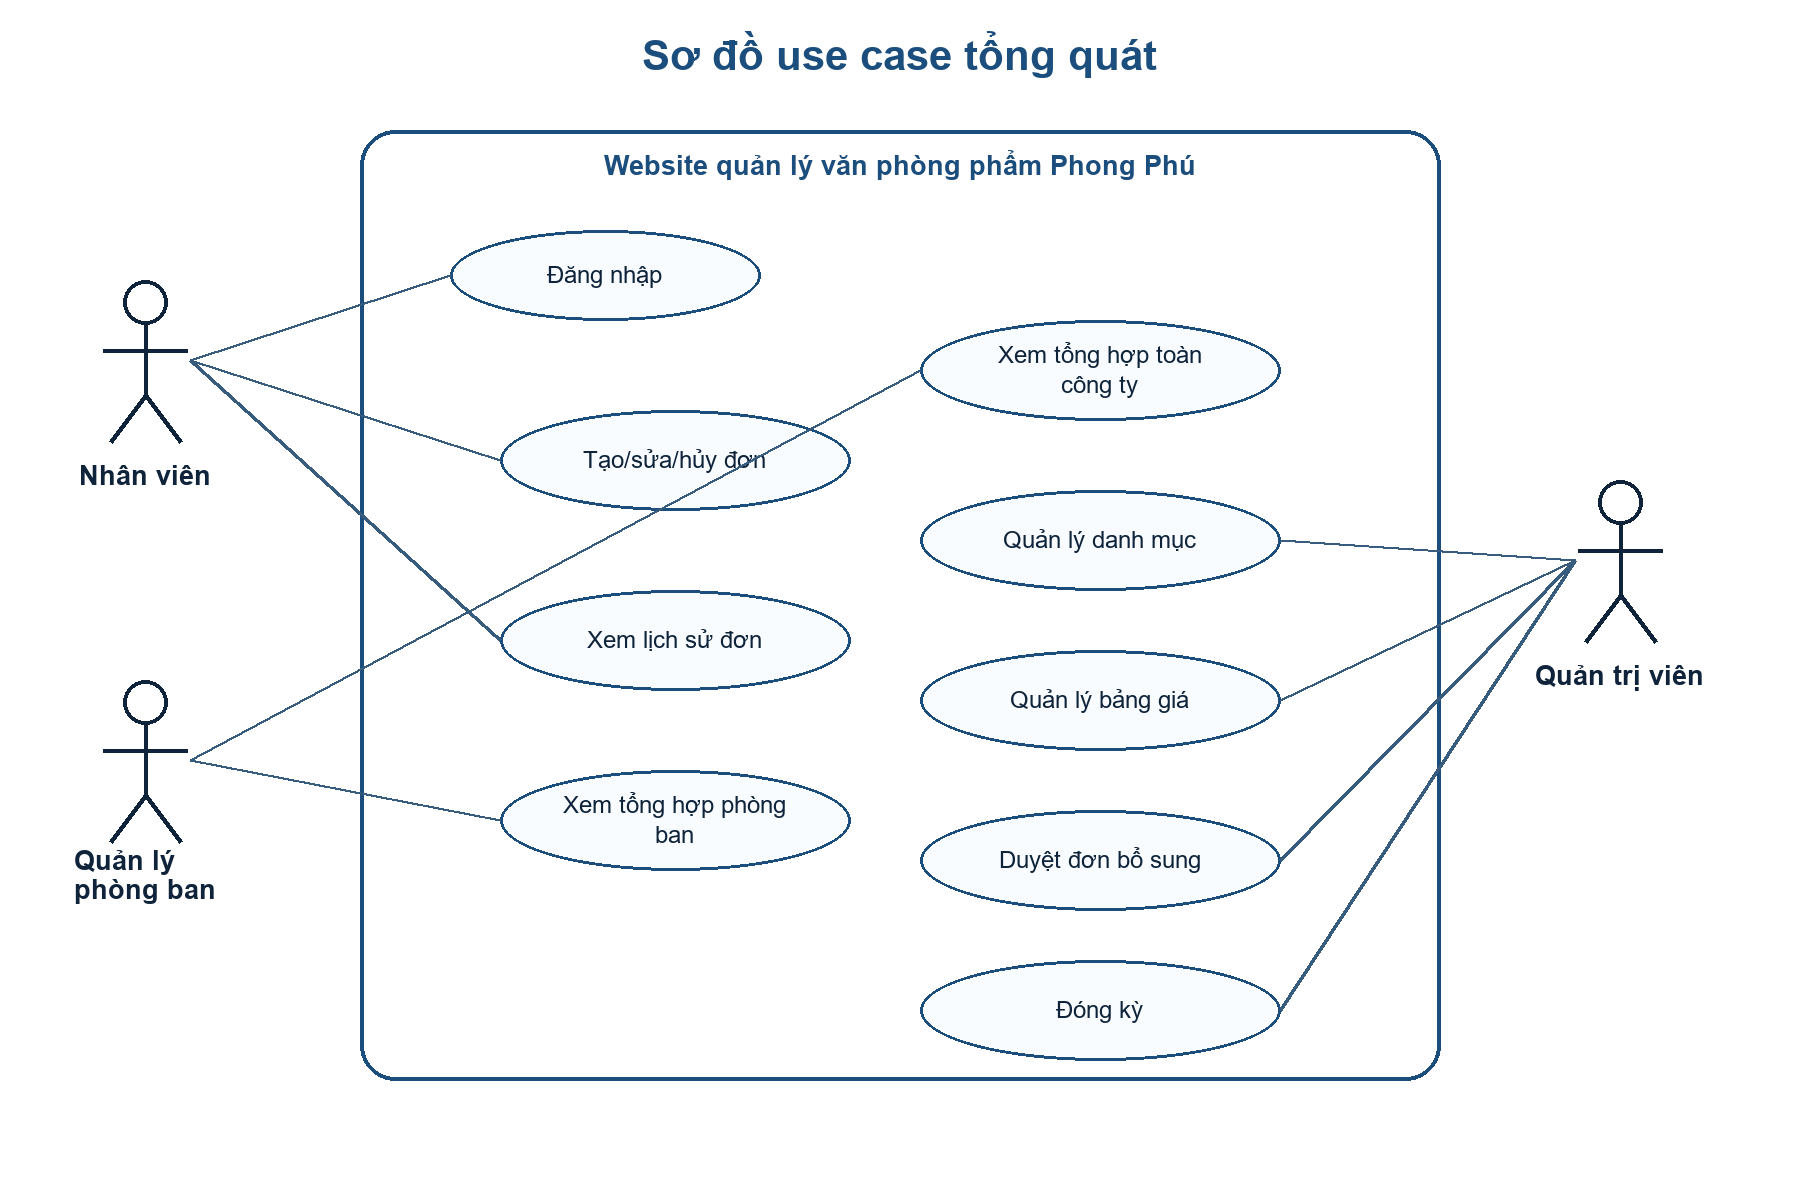 Sơ đồ use case tổng quát
Website quản lý văn phòng phẩm Phong Phú
Đăng nhập
Xem tổng hợp toàn
công ty
Tạo/sửa/hủy đơn
Nhân viên
Quản lý danh mục
Xem lịch sử đơn
Quản lý bảng giá
Quản trị viên
Xem tổng hợp phòng
ban
Quản lý
phòng ban
Duyệt đơn bổ sung
Đóng kỳ